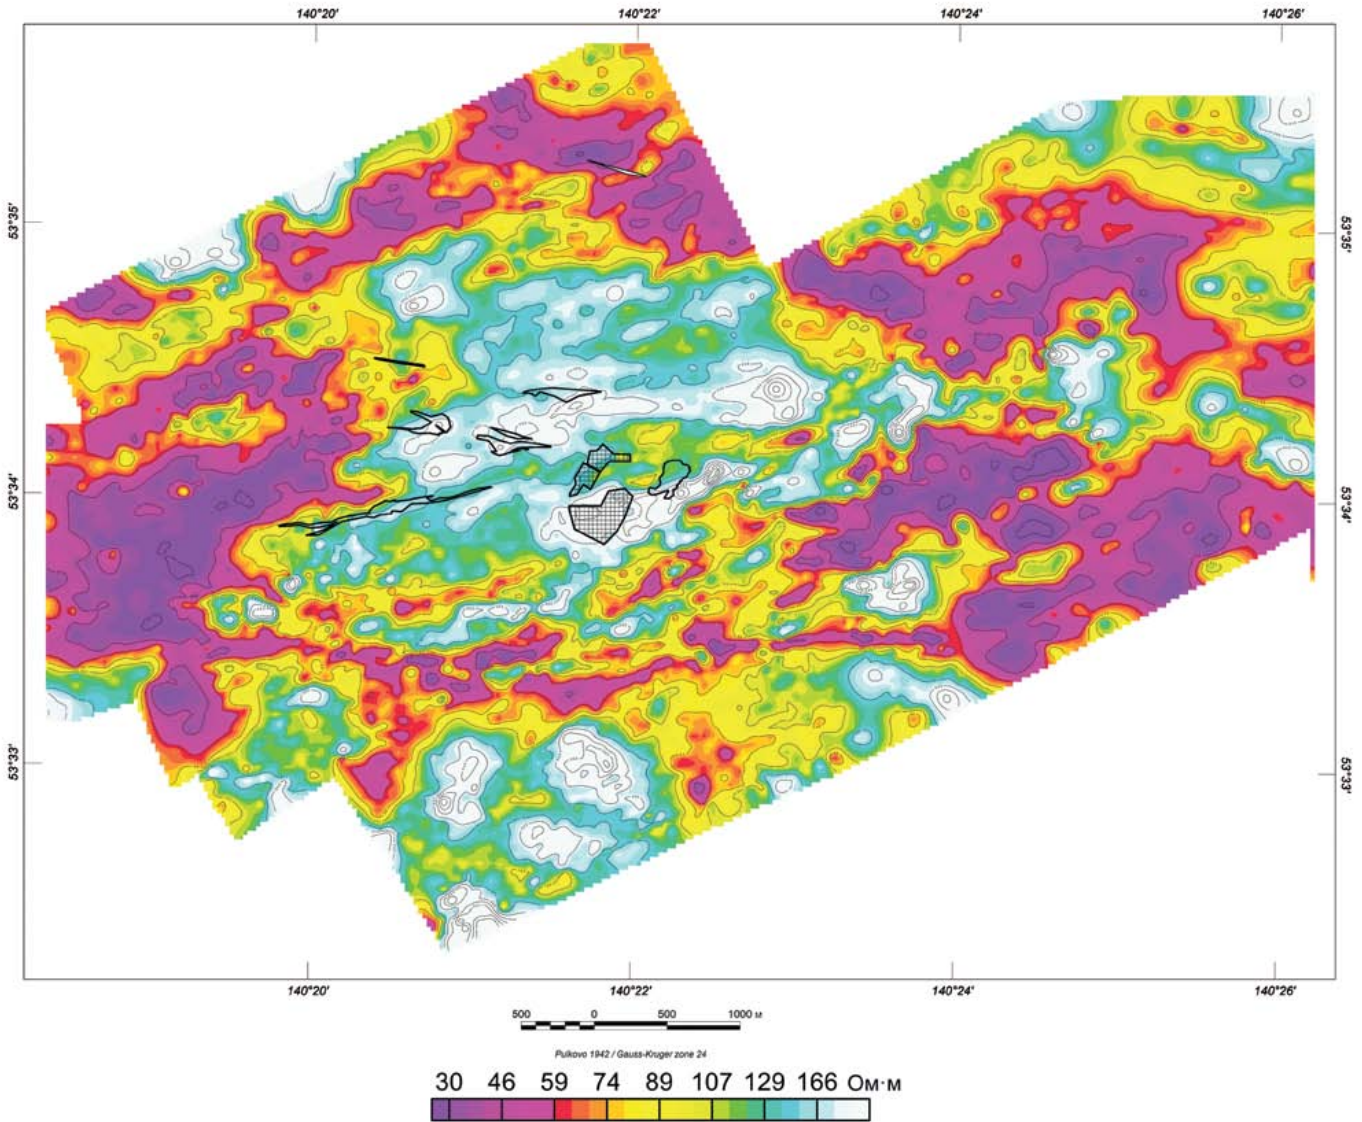 140°20' 140°22' 140°24' 140°26'
53°35' 53°35'
53°34' 53°34'
53°33' 53°33'
140°20' 140°22' 140°24' 140°26'
500 0 500 1000 м
Pulkovo 1942 / Gauss-Kruger zone 24
30 46 59 74 89 107 129 166 Ом·м